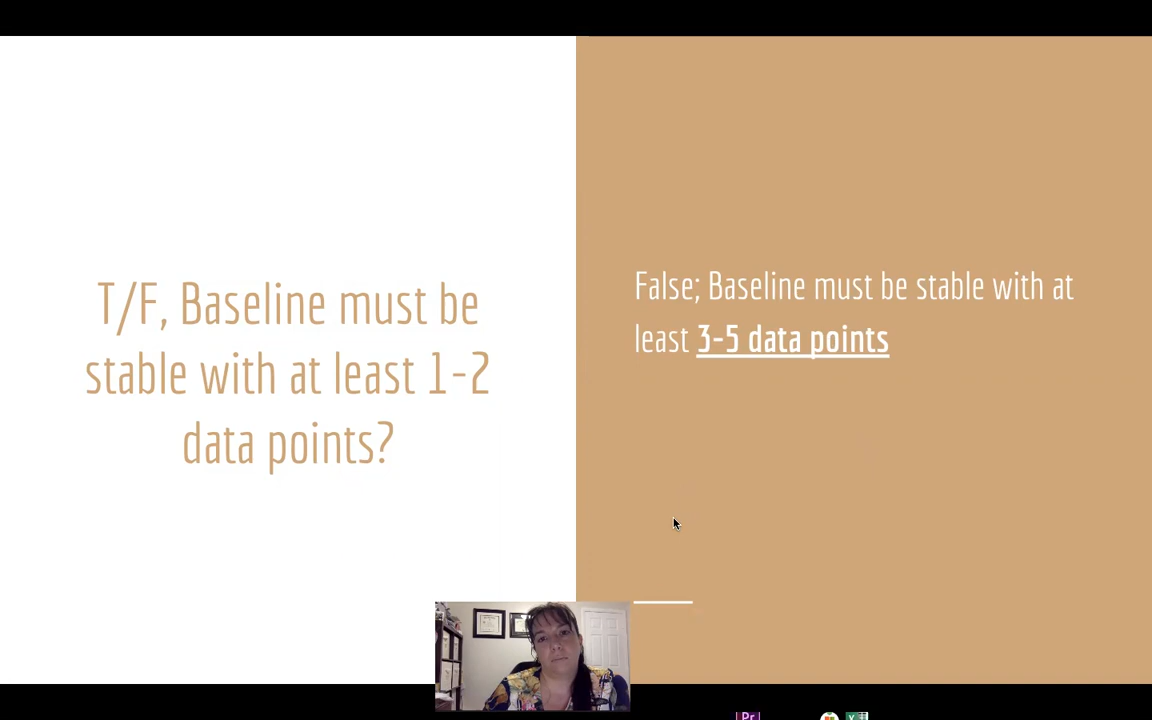 T/F, Baseline must be
stable with at least 1-2
data points?
False; Baseline must be stable with at
least 3-5 data points
Pr